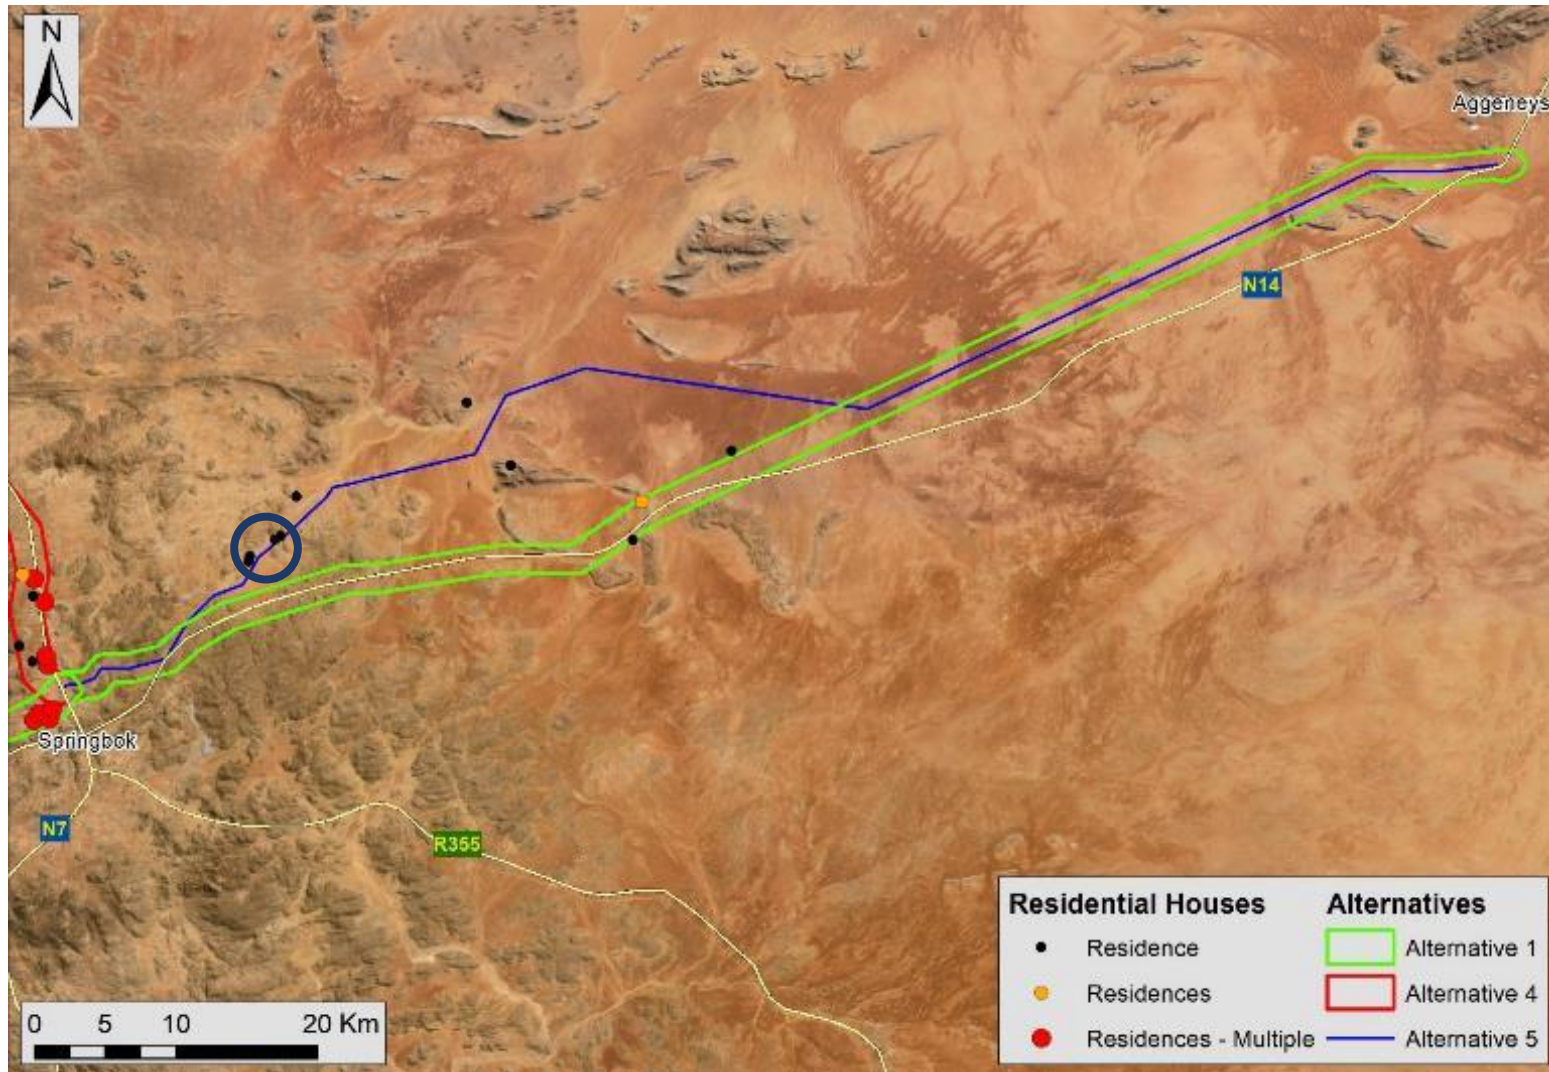 N
Aggeneys
N14
Springbok
N7
R355
Residential Houses
Residence
Residences
Residences - Multiple
Alternatives
Alternative 1
Alternative 4
Alternative 5
0 5 10 20 Km